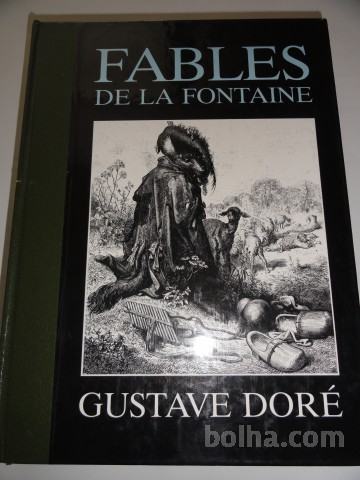 FABLES
DE LA FONTAINE
GUSTAVE DORÉ
bolha.com